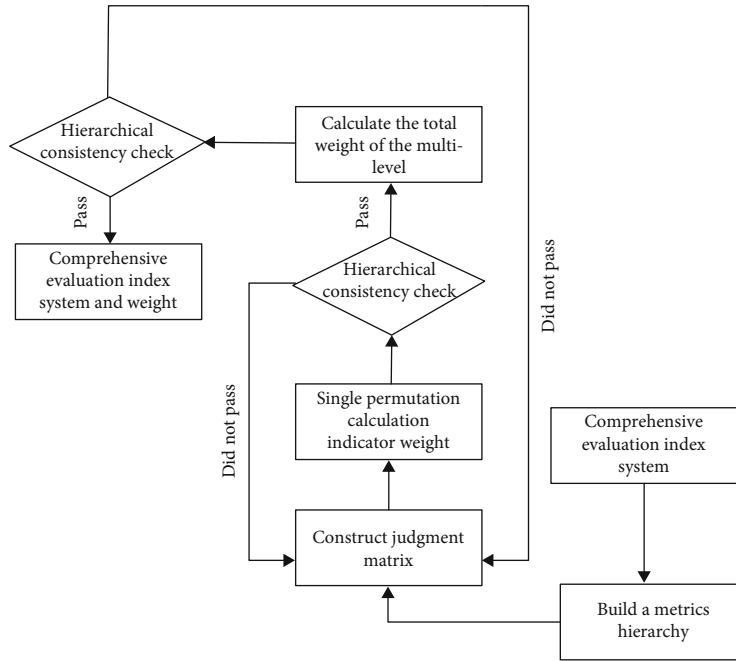 Hierarchical
consistency check
Calculate the total
weight of the multi-
level
Pass
Pass
Comprehensive
evaluation index
system and weight
Hierarchical
consistency check
Did not pass
Did not pass
Single permutation
calculation
indicator weight
Comprehensive
evaluation index
system
Construct judgment
matrix
Build a metrics
hierarchy